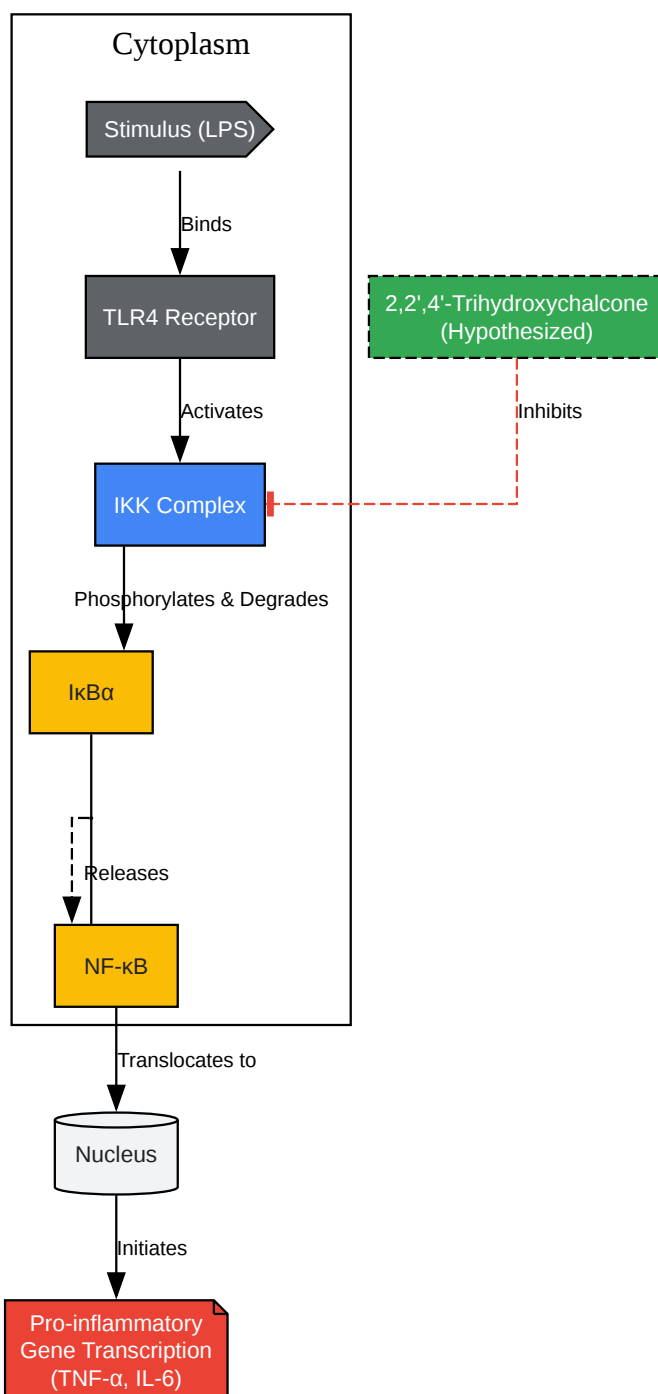 Cytoplasm
Stimulus (LPS)
Binds
TLR4 Receptor
2,2',4'-Trihydroxychalcone
(Hypothesized)
Activates
Inhibits
IKK Complex
Phosphorylates & Degrades
IκBα
Releases
NF-κB
Translocates to
Nucleus
Initiates
Pro-inflammatory
Gene Transcription
(TNF-α, IL-6)